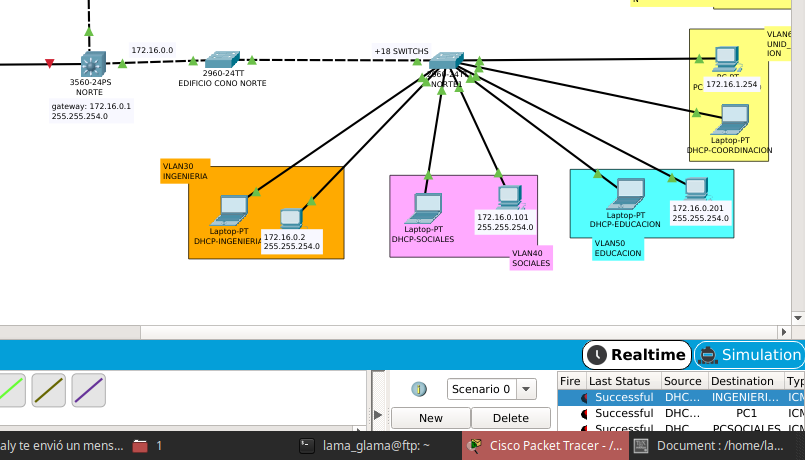 172.16.0.0
+18 SWITCHS
VLAN6
UNID_
ION
3560-24PS
NORTE
gateway: 172.16.0.1
255.255.254.0
2960-24TT
EDIFICIO CONO NORTE
2960-24TT
NORTE1
172.16.1.254
Laptop-PT
DHCP-COORDINACION
VLAN30
INGENIERIA
Laptop-PT
DHCP-INGENIERIA
172.16.0.2
255.255.254.0
Laptop-PT
DHCP-SOCIALES
172.16.0.101
255.255.254.0
VLAN40
SOCIALES
Laptop-PT
DHCP-EDUCACION
172.16.0.201
255.255.254.0
VLAN50
EDUCACION
Realtime
Simulation
Scenario 0
New
Delete
Fire Last Status Source Destination Typ
Successful DHC... INGENIERI... ICM
Successful DHC... PC1 ICM
Successful DHC... PCSOCIALES ICM
aly te envió un mens...
1
lama_glama@ftp: ~
Cisco Packet Tracer - /...
Document : /home/la...